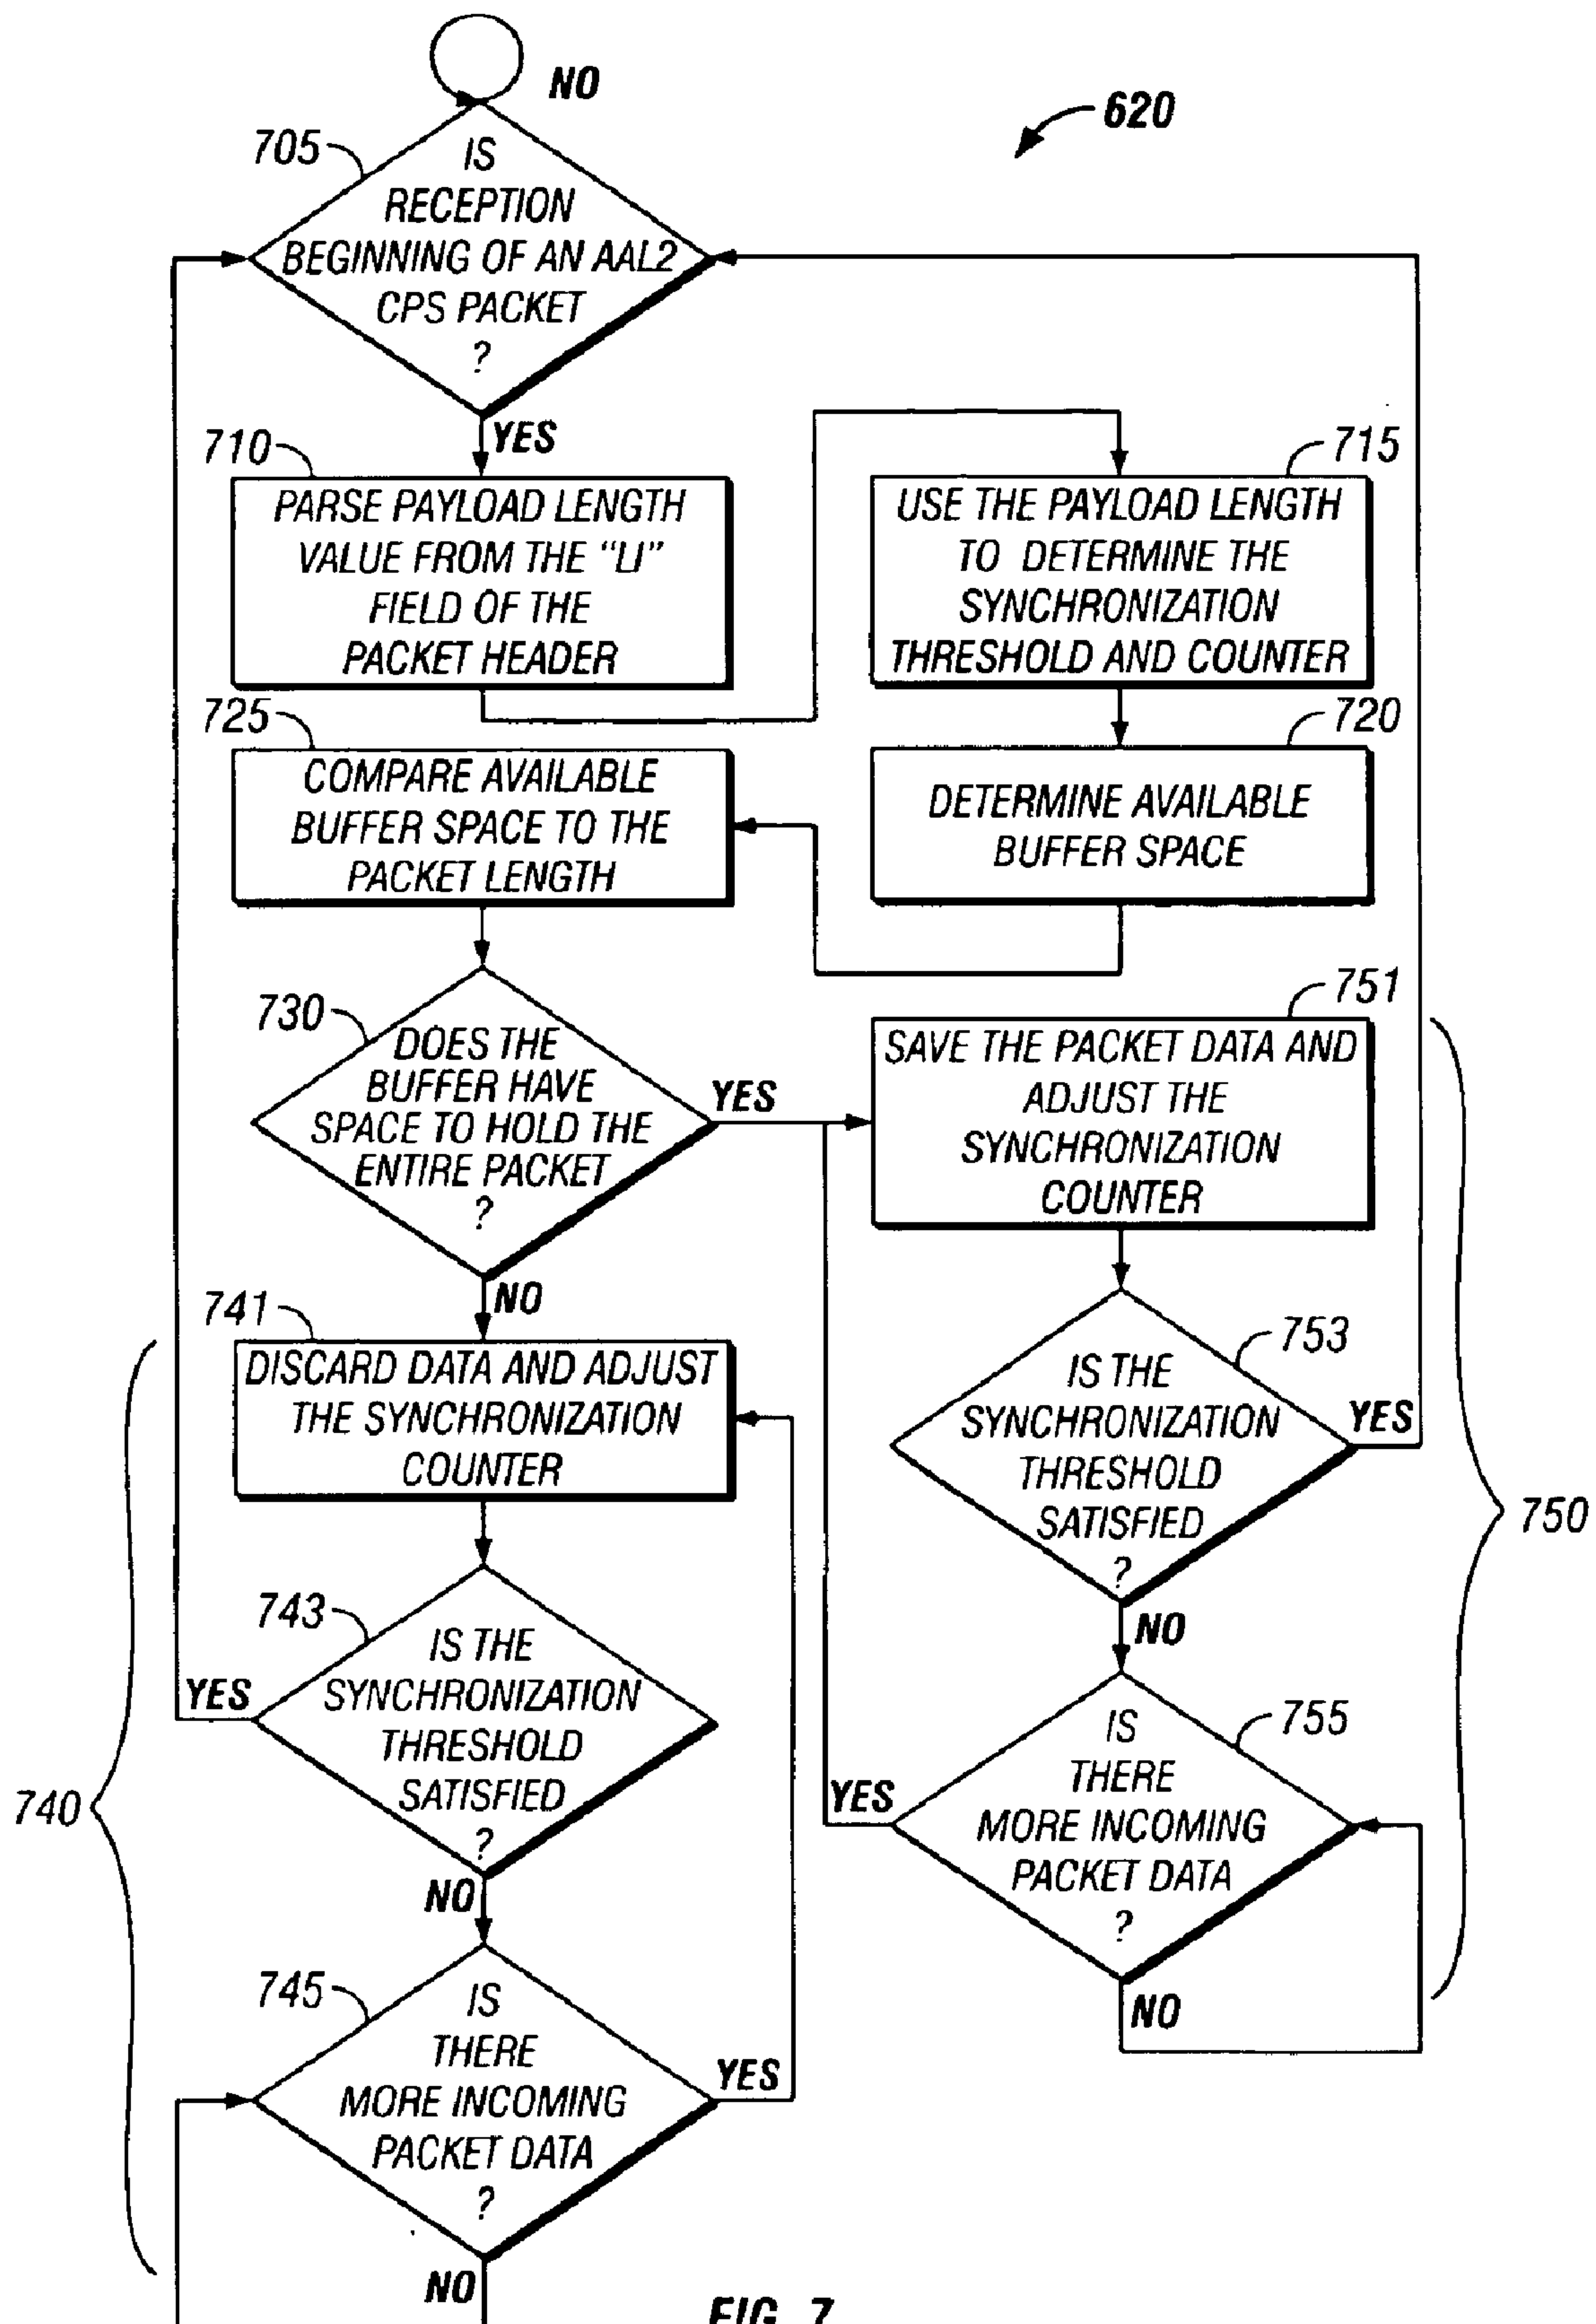 NO
620
705
IS
RECEPTION
BEGINNING OF AN AAL2
CPS PACKET
?
YES
710
PARSE PAYLOAD LENGTH
VALUE FROM THE "LI"
FIELD OF THE
PACKET HEADER
715
USE THE PAYLOAD LENGTH
TO DETERMINE THE
SYNCHRONIZATION
THRESHOLD AND COUNTER
720
DETERMINE AVAILABLE
BUFFER SPACE
725
COMPARE AVAILABLE
BUFFER SPACE TO THE
PACKET LENGTH
730
DOES THE
BUFFER HAVE
SPACE TO HOLD THE
ENTIRE PACKET
?
YES
NO
751
SAVE THE PACKET DATA AND
ADJUST THE
SYNCHRONIZATION
COUNTER
753
IS THE
SYNCHRONIZATION
THRESHOLD
SATISFIED
?
YES
NO
755
IS
THERE
MORE INCOMING
PACKET DATA
?
YES
NO
750
741
DISCARD DATA AND ADJUST
THE SYNCHRONIZATION
COUNTER
743
IS THE
SYNCHRONIZATION
THRESHOLD
SATISFIED
?
YES
NO
740
745
IS
THERE
MORE INCOMING
PACKET DATA
?
YES
NO
FIG. 7